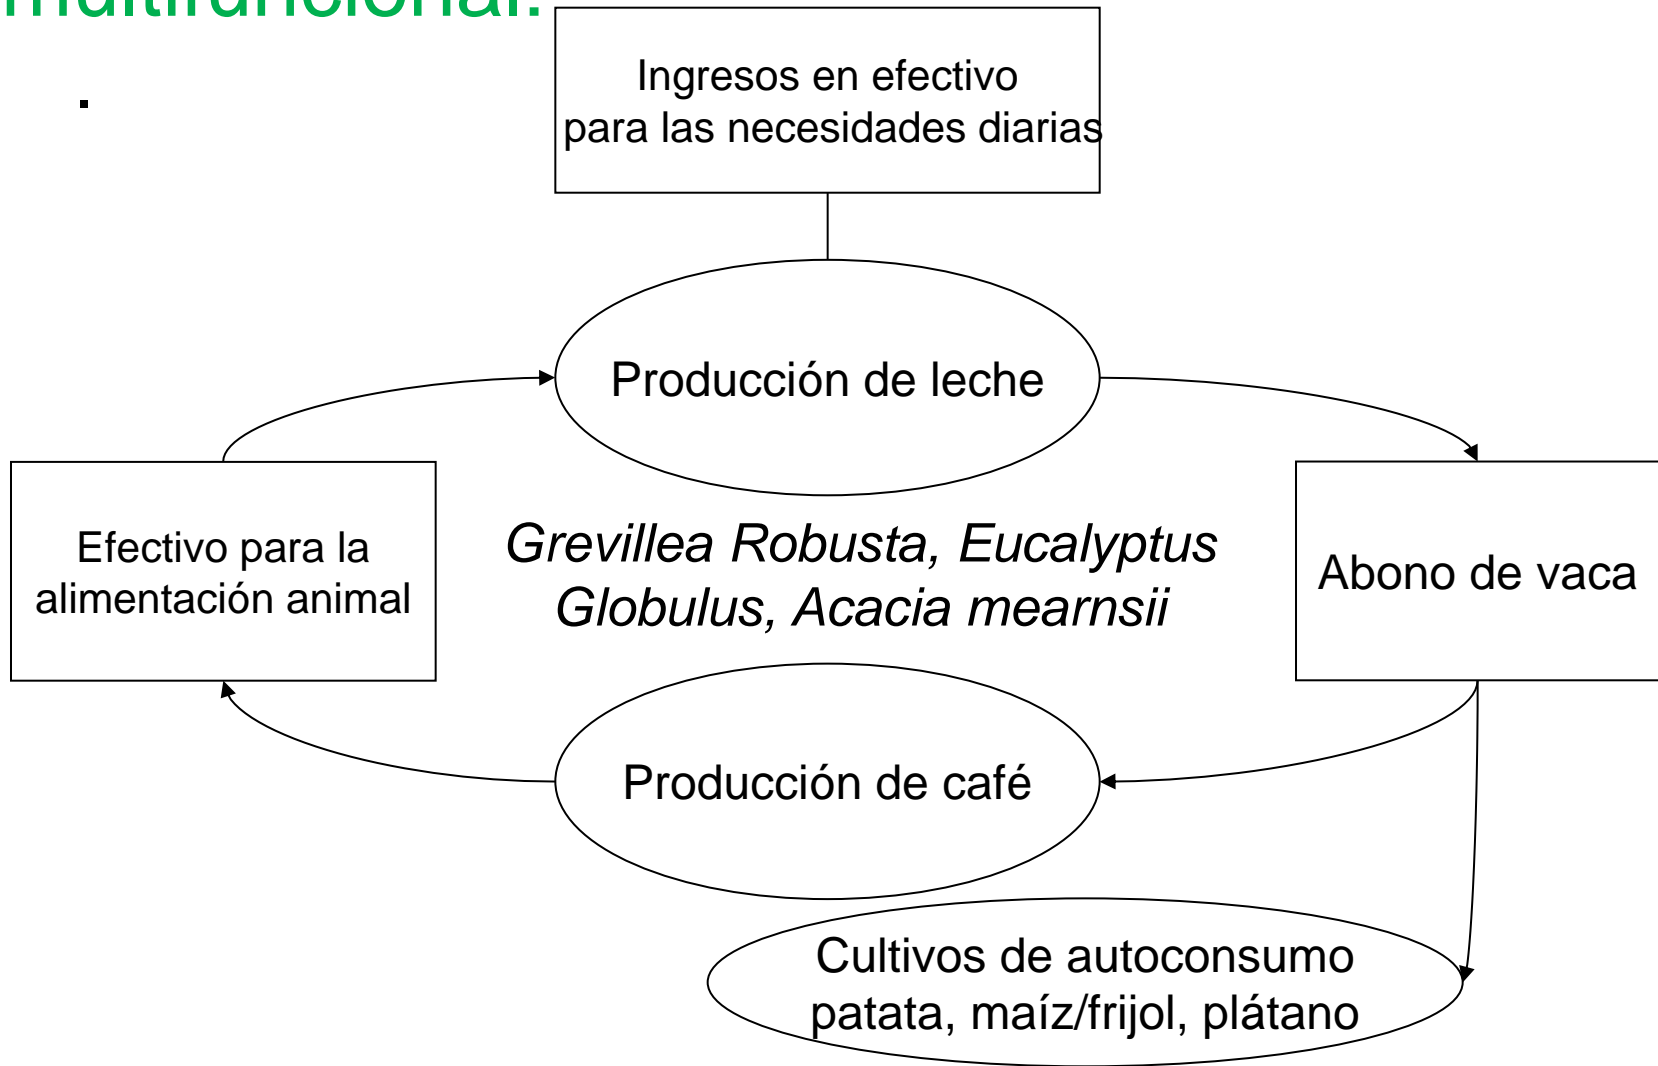 multifuncional.
Ingresos en efectivo
para las necesidades diarias
Producción de leche
Efectivo para la
alimentación animal
Grevillea Robusta, Eucalyptus
Globulus, Acacia mearnsii
Abono de vaca
Producción de café
Cultivos de autoconsumo
patata, maíz/frijol, plátano